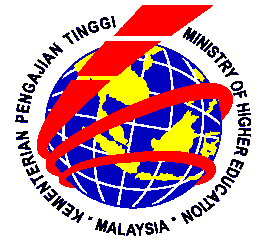 KEMENTERIAN PENGAJIAN TINGGI
MINISTRY OF HIGHER EDUCATION
• MALAYSIA •